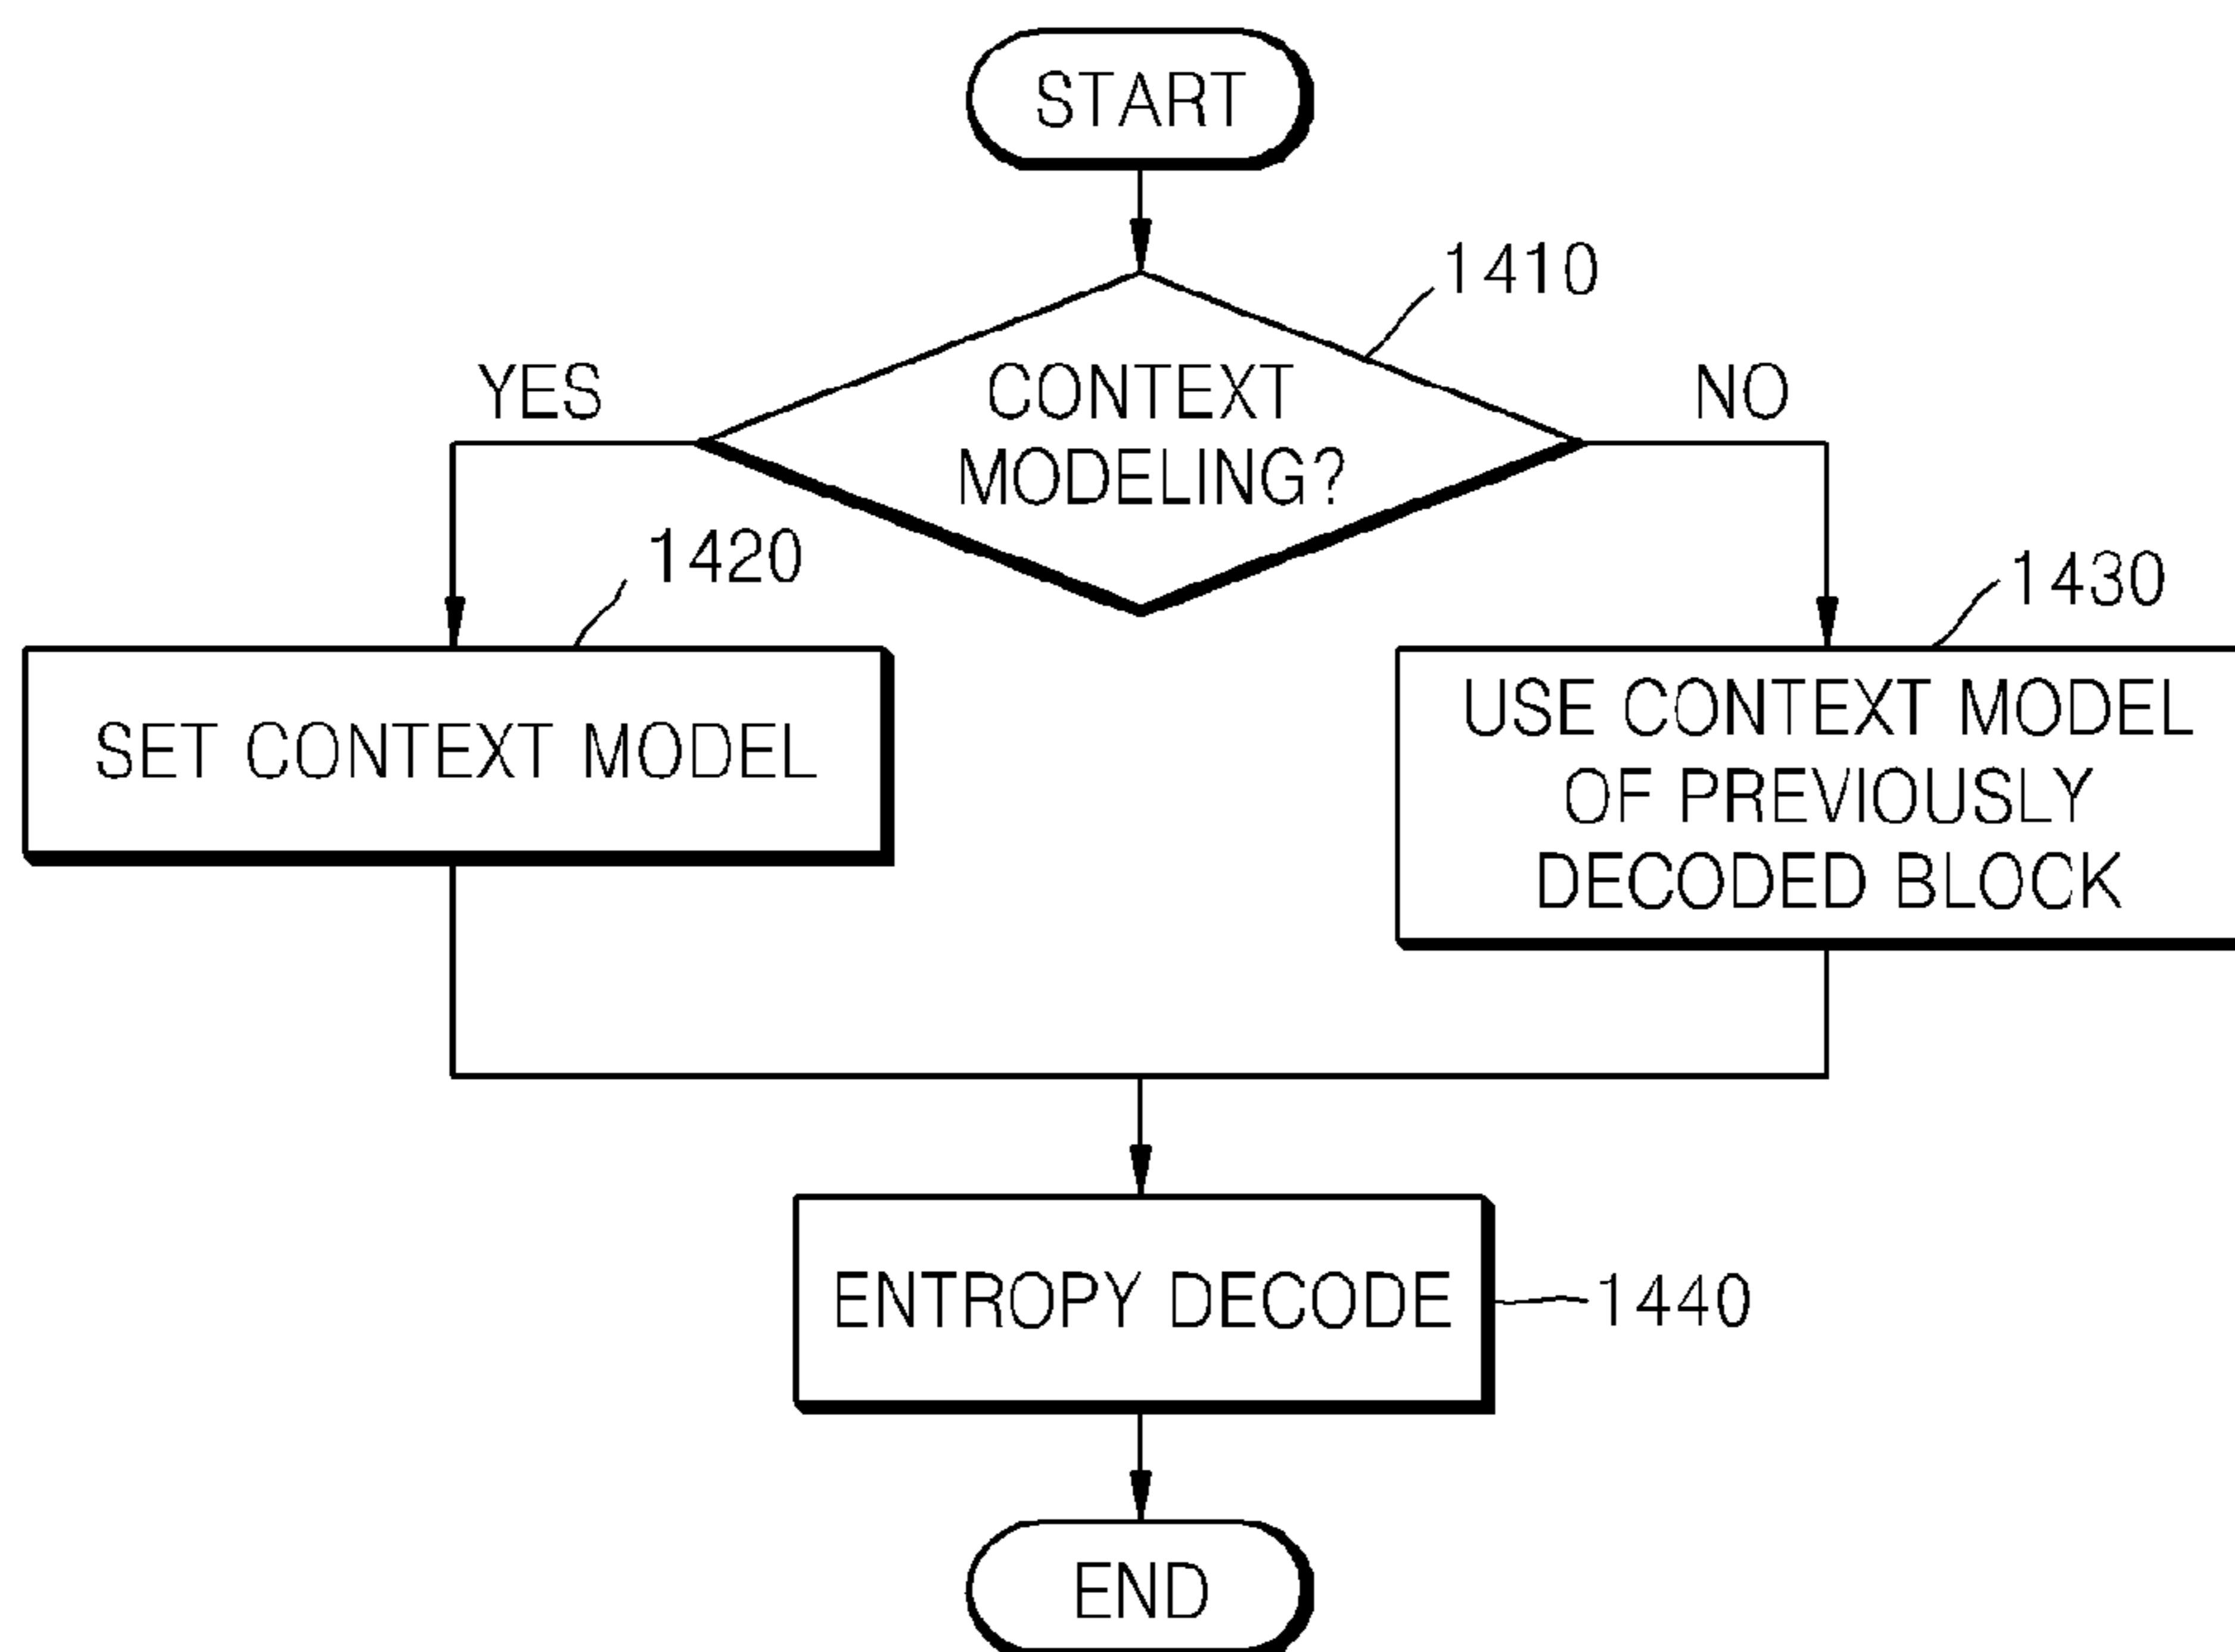 START
1410
CONTEXT
MODELING?
YES
NO
1420
1430
SET CONTEXT MODEL
USE CONTEXT MODEL
OF PREVIOUSLY
DECODED BLOCK
ENTROPY DECODE
1440
END